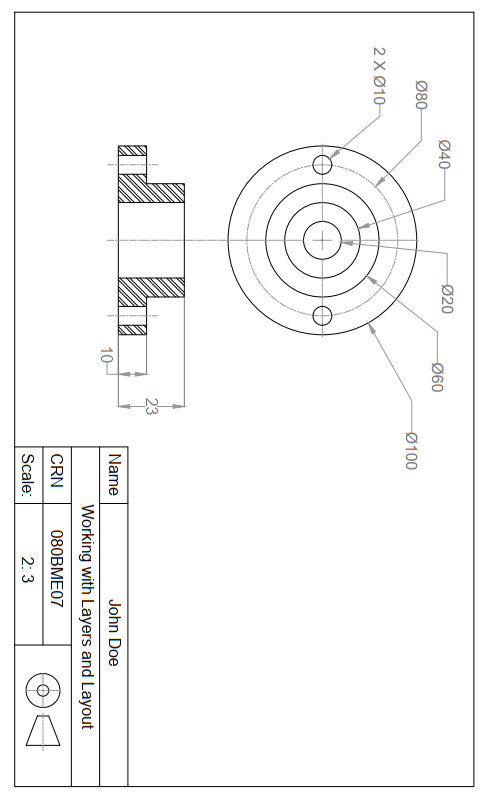 2 X Ø10
Ø80
Ø40
Ø20
Ø60
Ø100
23
10
Name John Doe
Working with Layers and Layout
CRN 080BME07
Scale: 2: 3